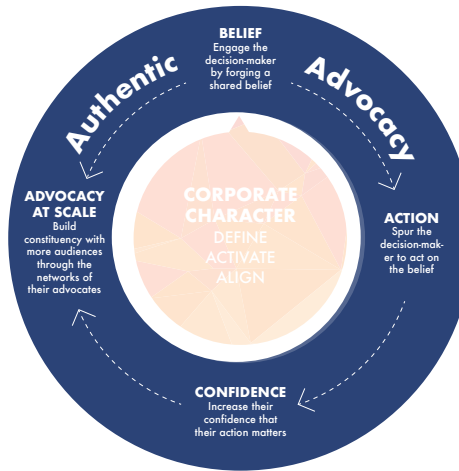 Authentic
Advocacy
BELIEF
Engage the
decision-maker
by forging a
shared belief
ACTION
Spur the
decision-mak-
er to act on
the belief
CONFIDENCE
Increase their
confidence that
their action matters
ADVOCACY
AT SCALE
Build
constituency with
more audiences
through the
networks of
their advocates
CORPORATE
CHARACTER
DEFINE
ACTIVATE
ALIGN